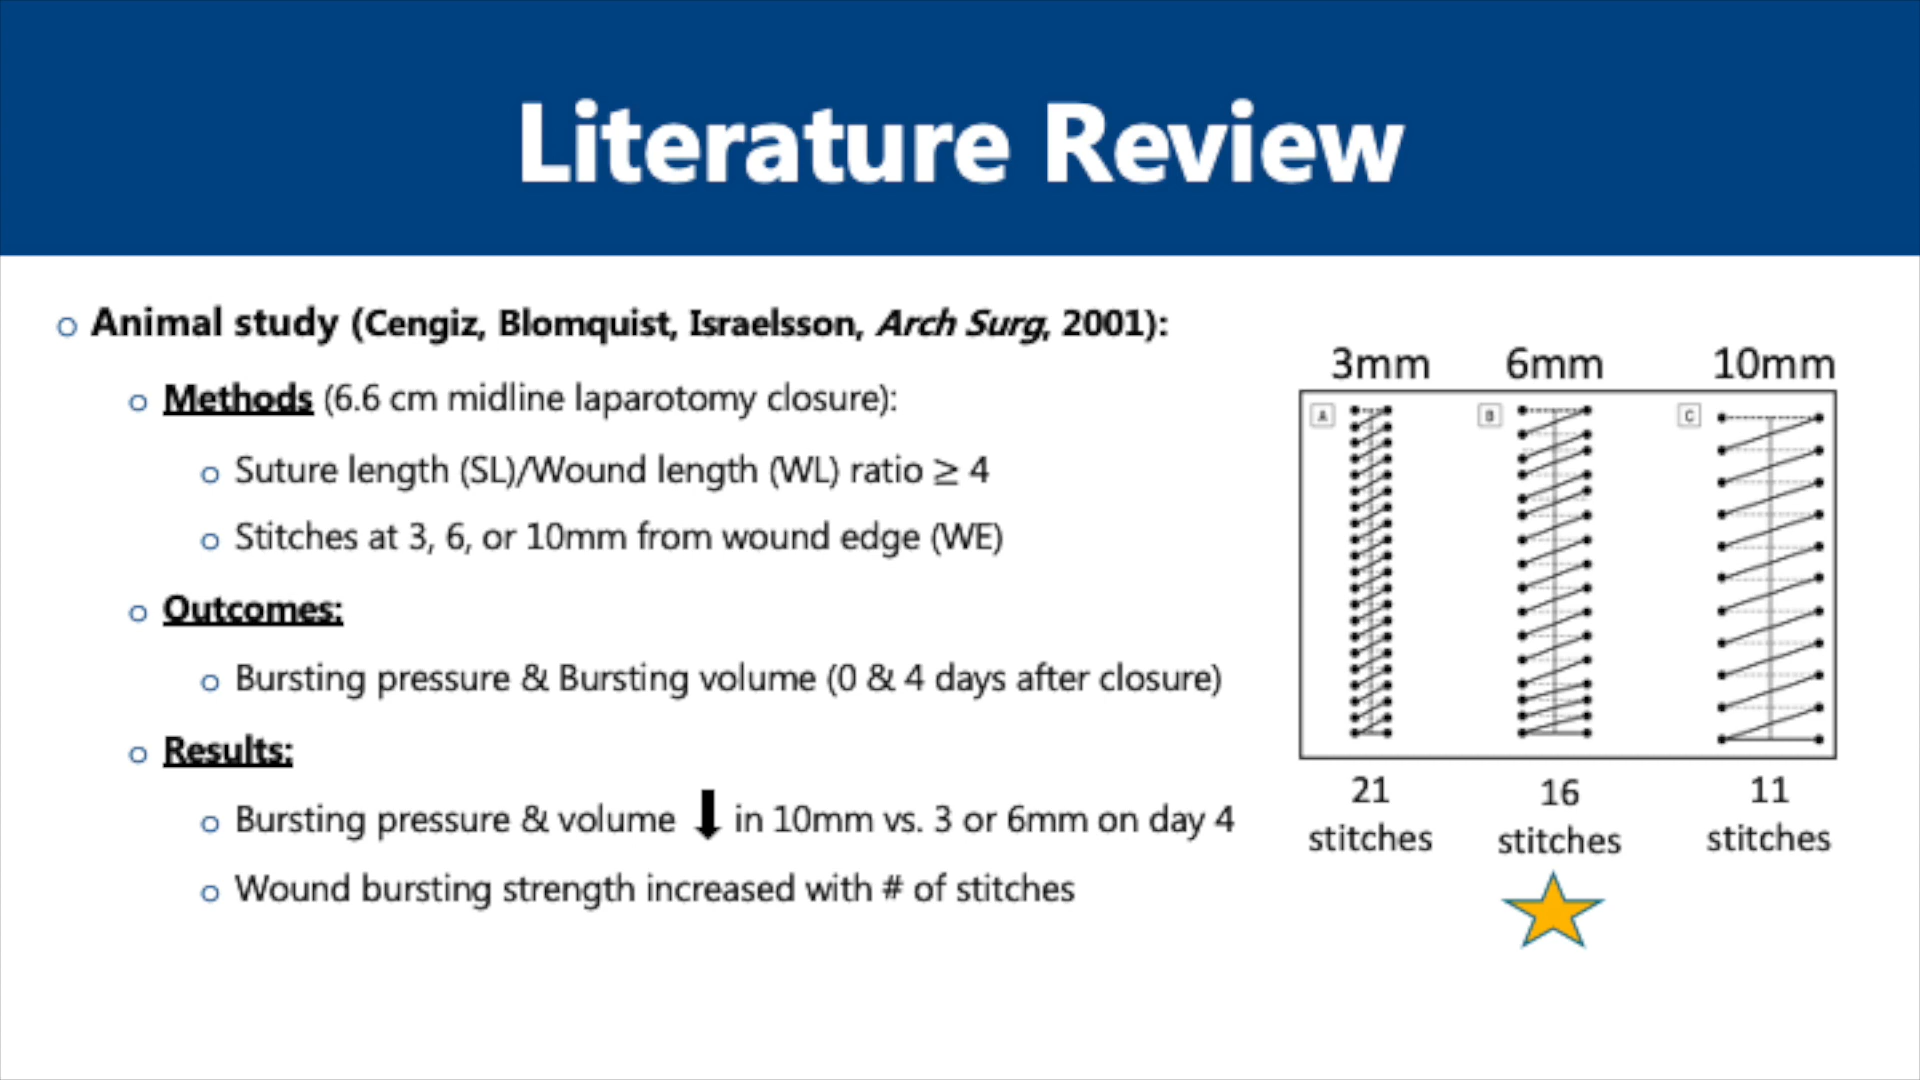 Literature Review
Animal study (Cengiz, Blomquist, Israelsson, Arch Surg, 2001):
Methods (6.6 cm midline laparotomy closure):
Suture length (SL)/Wound length (WL) ratio ≥ 4
Stitches at 3, 6, or 10mm from wound edge (WE)
Outcomes:
Bursting pressure & Bursting volume (0 & 4 days after closure)
Results:
Bursting pressure & volume ⬇ in 10mm vs. 3 or 6mm on day 4
Wound bursting strength increased with # of stitches
3mm 6mm 10mm
A B C
21 16 11
stitches stitches stitches